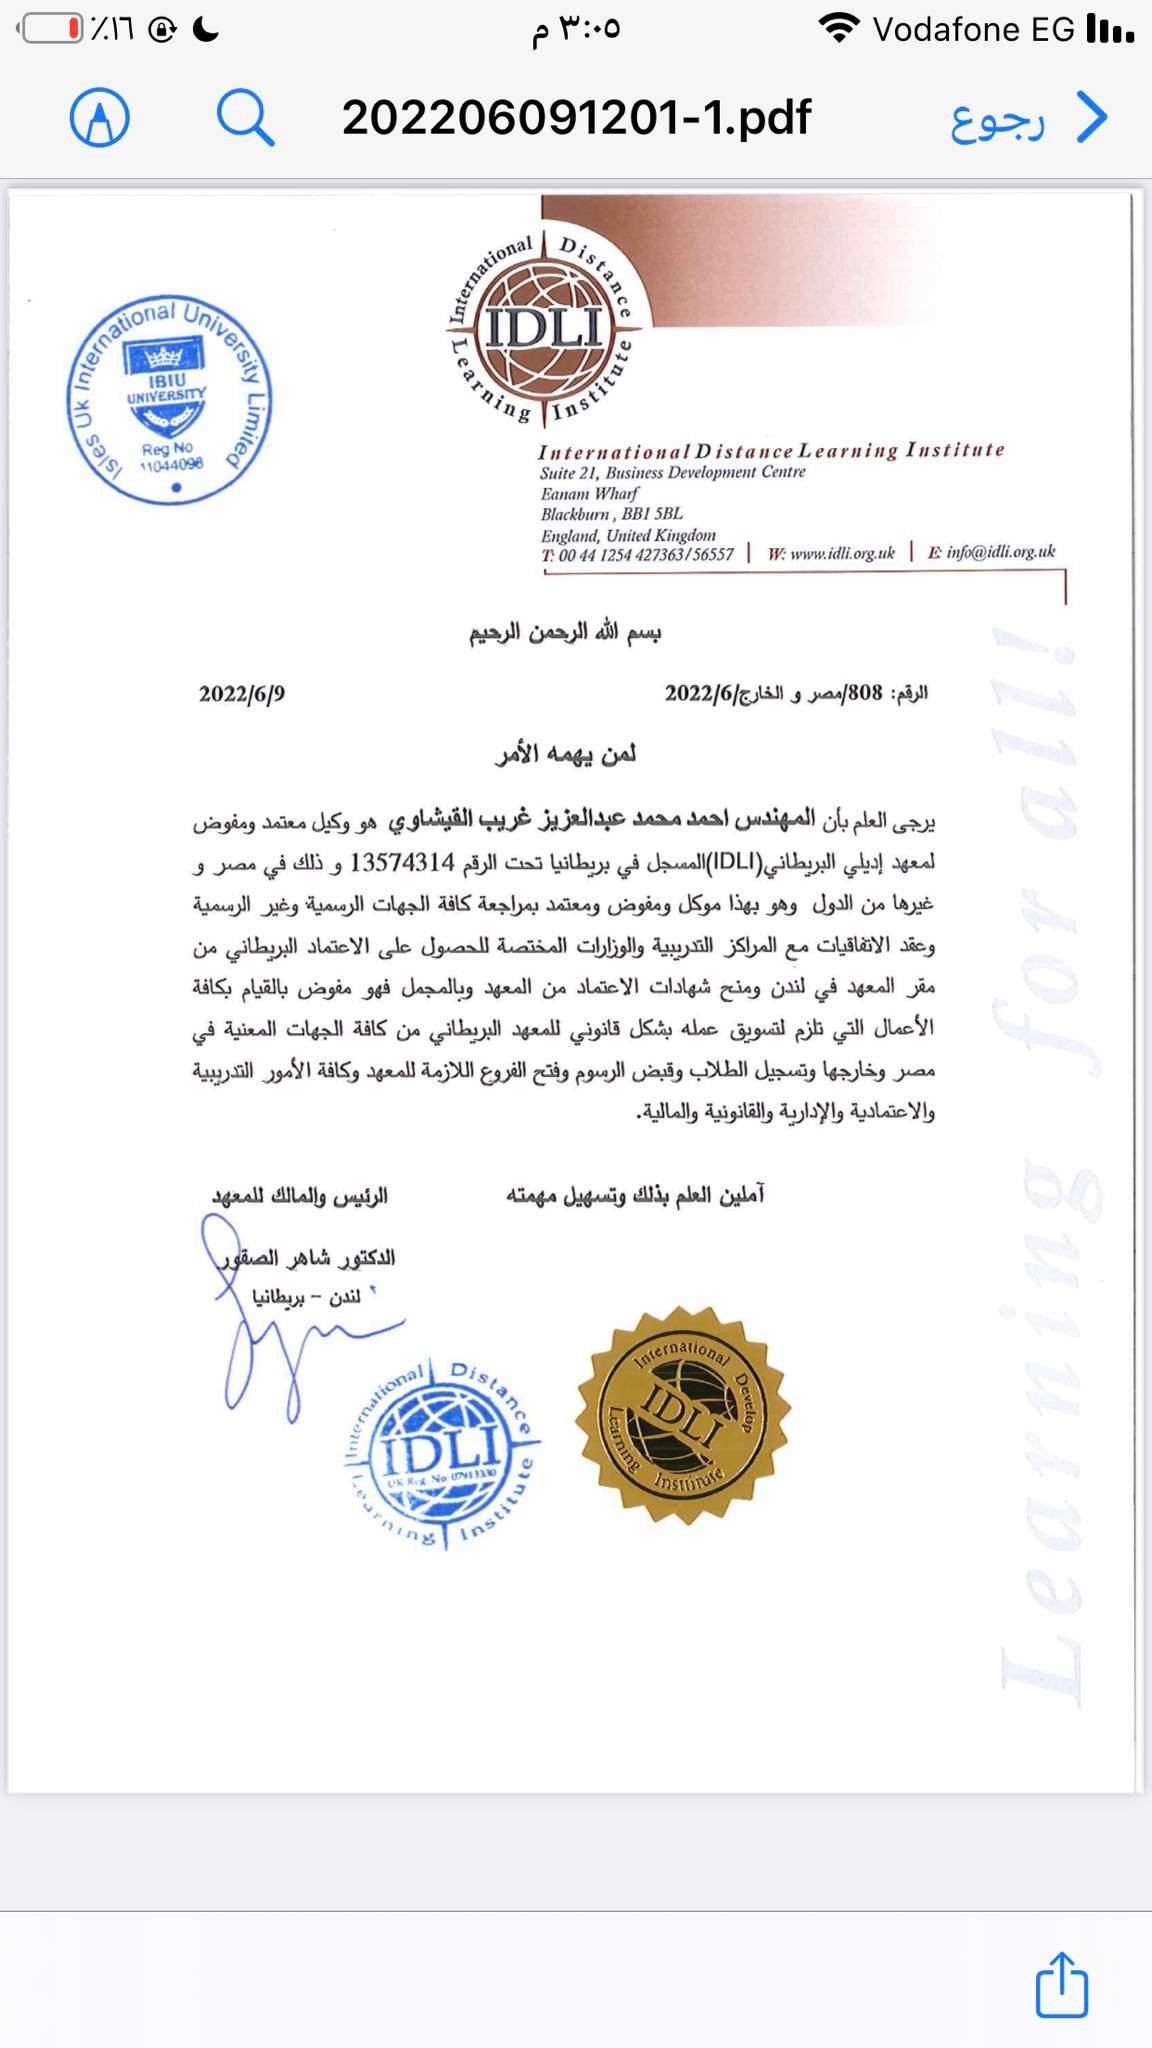 ٪١٦
٣:٠٥ م
Vodafone EG
202206091201-1.pdf
رجوع
Isles Uk International University Limited
IBIU
UNIVERSITY
Reg No
11044098
International Distance Learning Institute
IDLI
International Distance Learning Institute
Suite 21, Business Development Centre
Eanam Wharf
Blackburn , BB1 5BL
England, United Kingdom
T: 00 44 1254 427363/56557 | W: www.idli.org.uk | E: info@idli.org.uk
بسم الله الرحمن الرحيم
الرقم: 808/مصر و الخارج/2022/6
2022/6/9
لمن يهمه الأمر
يرجى العلم بأن المهندس احمد محمد عبدالعزيز غريب القيشاوي هو وكيل معتمد ومفوض
لمعهد إديلي البريطاني(IDLI)المسجل في بريطانيا تحت الرقم 13574314 و ذلك في مصر و
غيرها من الدول وهو بهذا موكل ومفوض ومعتمد بمراجعة كافة الجهات الرسمية وغير الرسمية
وعقد الاتفاقيات مع المراكز التدريبية والوزارات المختصة للحصول على الاعتماد البريطاني من
مقر المعهد في لندن ومنح شهادات الاعتماد من المعهد وبالمجمل فهو مفوض بالقيام بكافة
الأعمال التي تلزم لتسويق عمله بشكل قانوني للمعهد البريطاني من كافة الجهات المعنية في
مصر وخارجها وتسجيل الطلاب وقبض الرسوم وفتح الفروع اللازمة للمعهد وكافة الأمور التدريبية
والاعتمادية والإدارية والقانونية والمالية.
آملين العلم بذلك وتسهيل مهمته
الرئيس والمالك للمعهد
الدكتور شاهر الصقور
لندن – بريطانيا
International Distance Learning Institute
IDLI
UK Reg. No: 07913330
International Develop Learning Institute
IDLI
Learning for all!